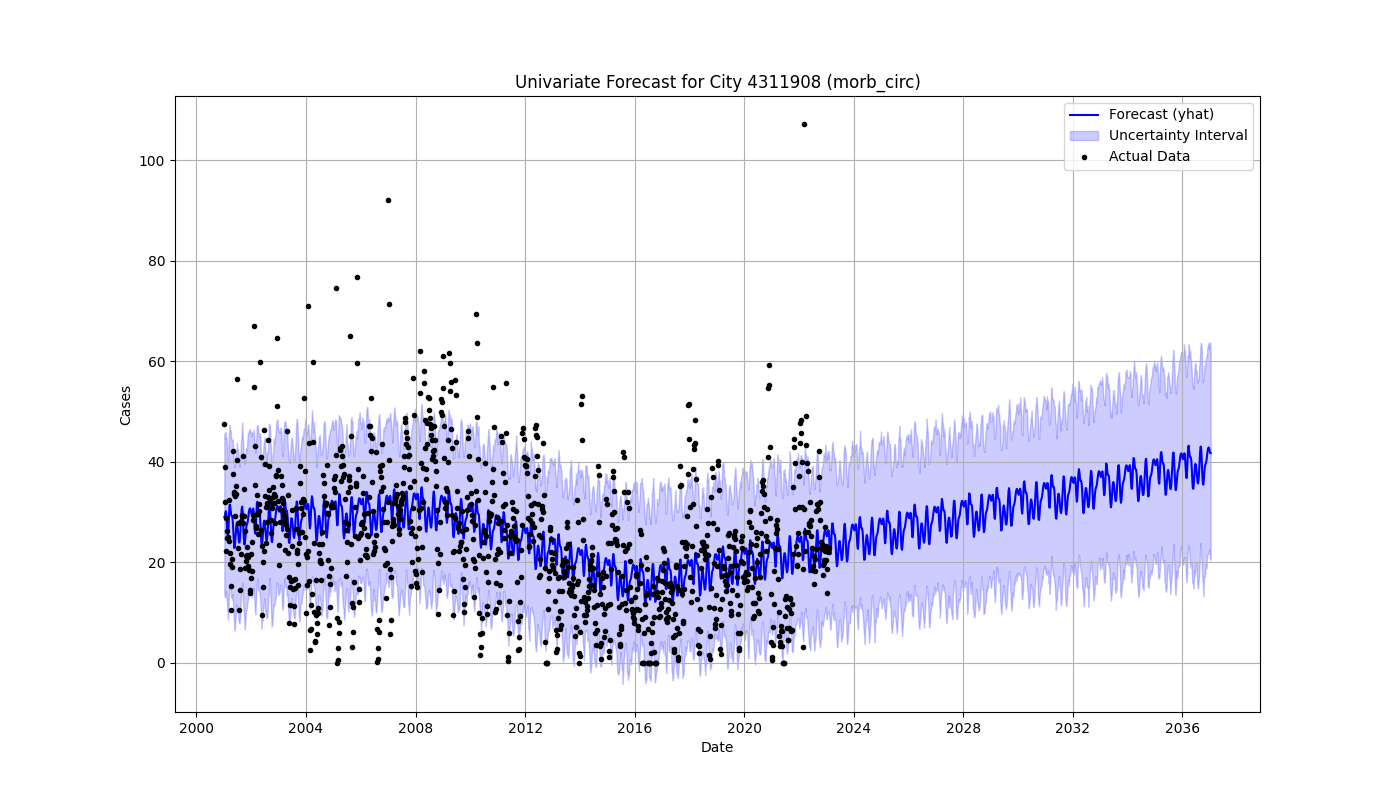 Univariate Forecast for City 4311908 (morb_circ)
Forecast (yhat)
Uncertainty Interval
Actual Data
Cases
100
80
60
40
20
0
2000 2004 2008 2012 2016 2020 2024 2028 2032 2036
Date